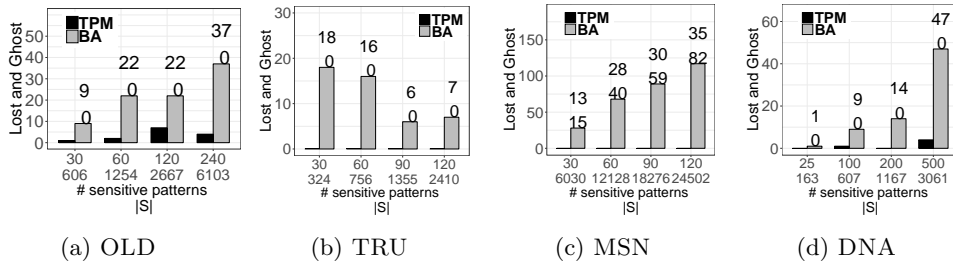 Lost and Ghost
50
40
30
20
10
0
TPM
BA
9
0
22
0
22
0
37
0
30 60 120 240
606 1254 2667 6103
# sensitive patterns
|S|
(a) OLD
Lost and Ghost
30
20
10
0
TPM
BA
18
0
16
0
6
0
7
0
30 60 90 120
324 756 1355 2410
# sensitive patterns
|S|
(b) TRU
Lost and Ghost
150
100
50
0
TPM
BA
13
15
28
40
30
59
35
82
30 60 90 120
6030 12128 18276 24502
# sensitive patterns
|S|
(c) MSN
Lost and Ghost
60
40
20
0
TPM
BA
1
0
9
0
14
0
47
0
25 100 200 500
163 607 1167 3061
# sensitive patterns
|S|
(d) DNA